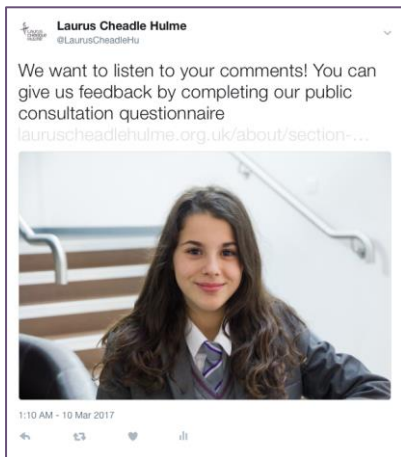 Laurus Cheadle Hulme
@LaurusCheadleHu
We want to listen to your comments! You can
give us feedback by completing our public
consultation questionnaire
lauruscheadlehulme.org.uk/about/section-...
1:10 AM - 10 Mar 2017